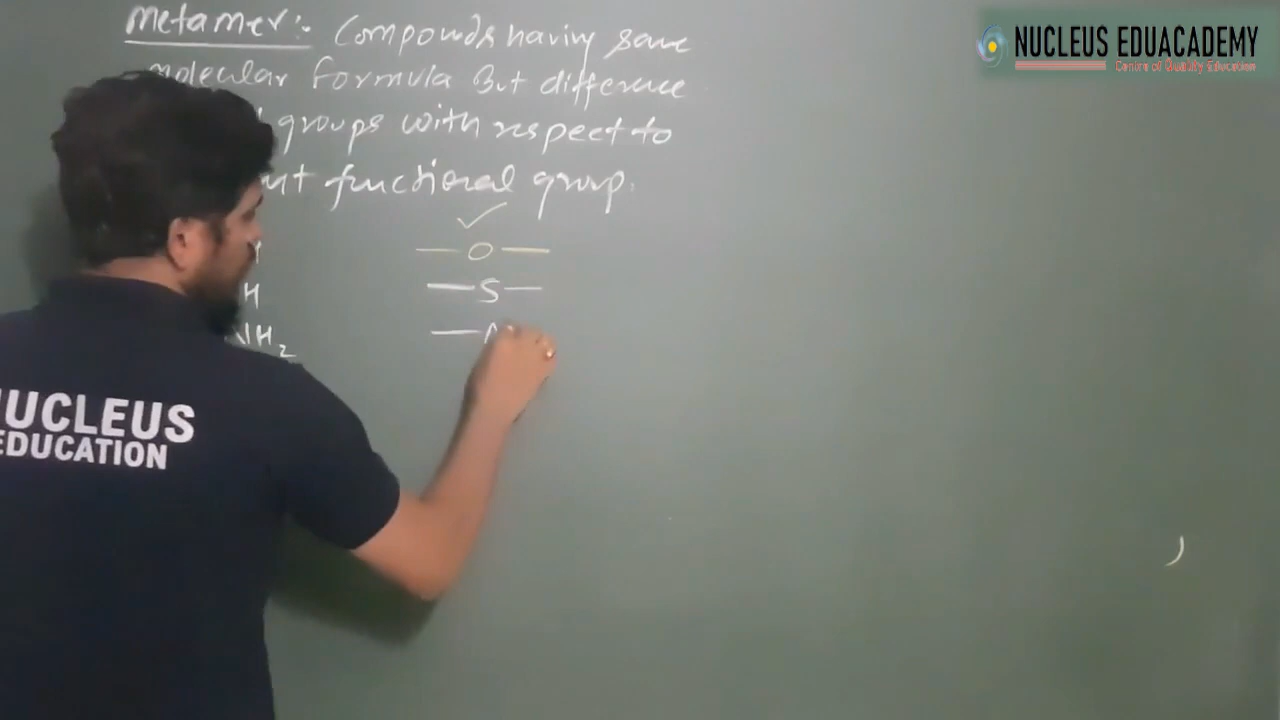 Metamer:- Compounds having same
molecular formula But difference
groups with respect to
functional group.
— O —
— S —
H
NH2
NUCLEUS
EDUCATION
NUCLEUS EDUACADEMY
Centre of Quality Education